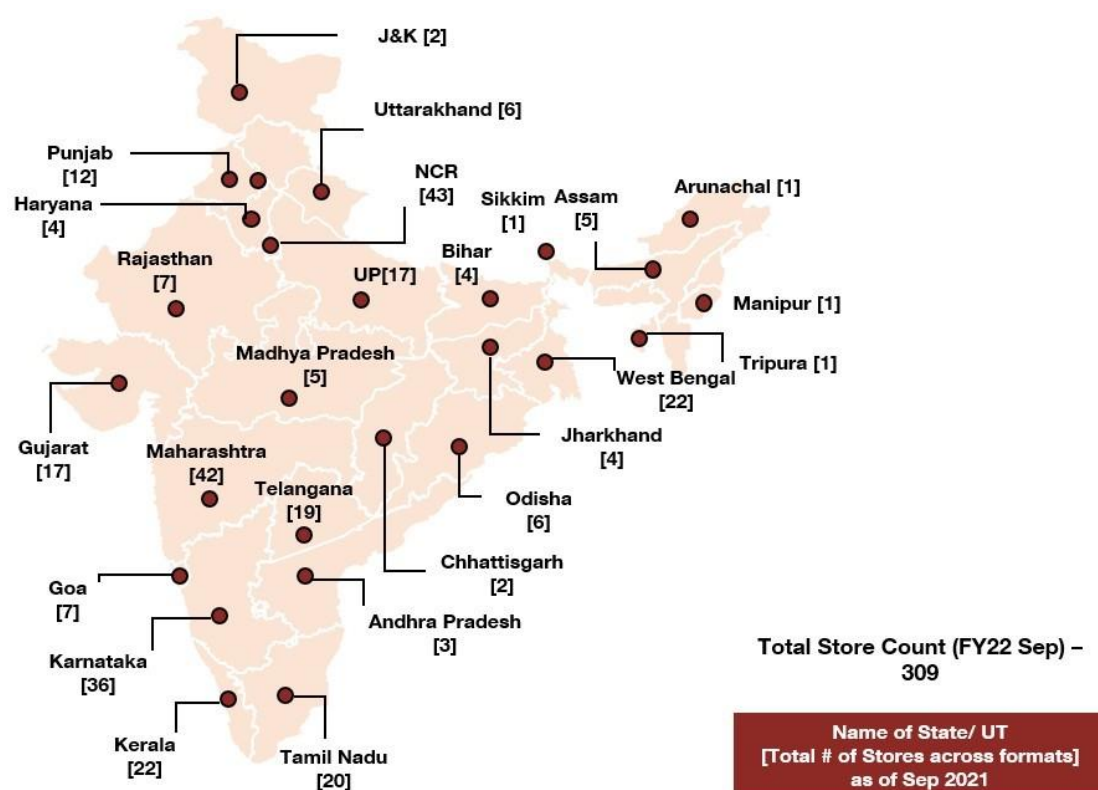 J&K [2]
Uttarakhand [6]
Punjab
[12]
NCR
[43]
Haryana
[4]
Sikkim
[1]
Assam
[5]
Arunachal [1]
Rajasthan
[7]
UP[17]
Bihar
[4]
Manipur [1]
Tripura [1]
Madhya Pradesh
[5]
West Bengal
[22]
Gujarat
[17]
Maharashtra
[42]
Jharkhand
[4]
Telangana
[19]
Odisha
[6]
Chhattisgarh
[2]
Goa
[7]
Andhra Pradesh
[3]
Karnataka
[36]
Kerala
[22]
Tamil Nadu
[20]
Total Store Count (FY22 Sep) –
309
Name of State/ UT
[Total # of Stores across formats]
as of Sep 2021